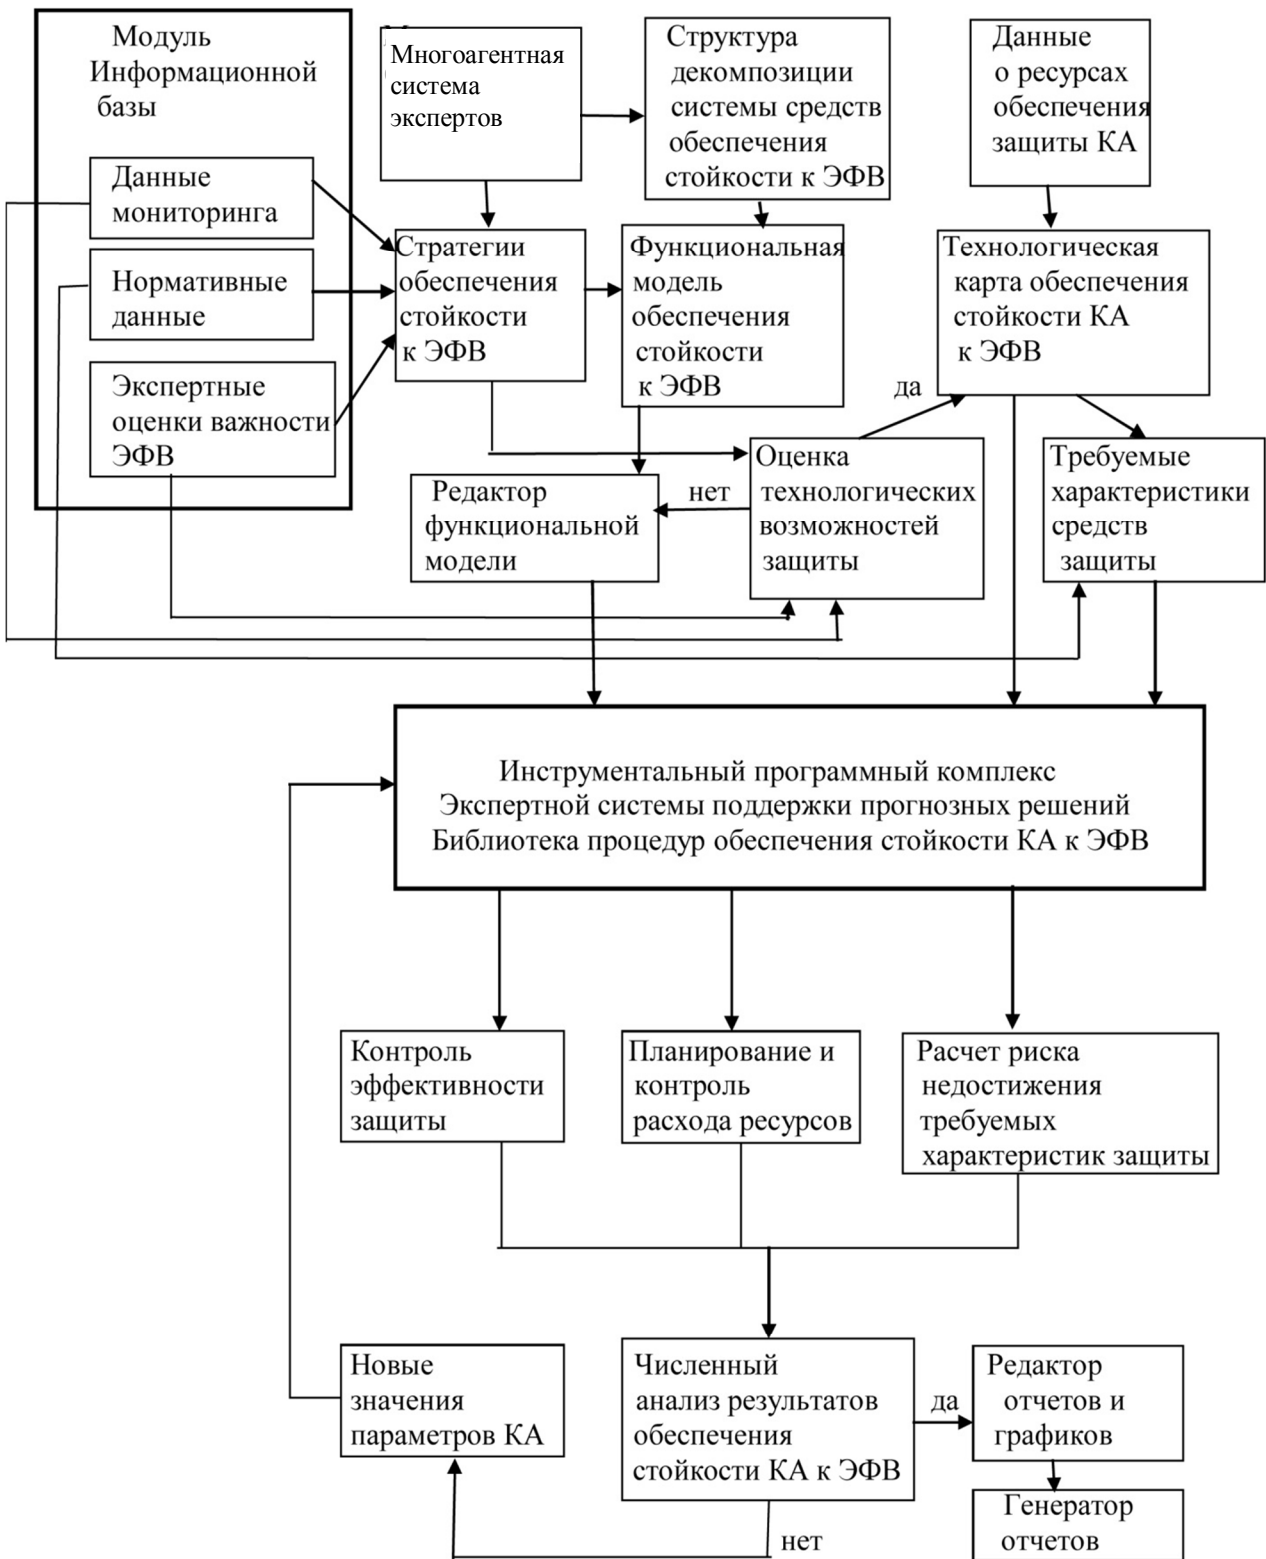 Модуль
Информационной
базы
Данные
мониторинга
Нормативные
данные
Экспертные
оценки важности
ЭФВ
Многоагентная
система
экспертов
Структура
декомпозиции
системы средств
обеспечения
стойкости к ЭФВ
Данные
о ресурсах
обеспечения
защиты КА
Стратегии
обеспечения
стойкости
к ЭФВ
Функциональная
модель
обеспечения
стойкости
к ЭФВ
Технологическая
карта обеспечения
стойкости КА
к ЭФВ
да
Редактор
функциональной
модели
нет
Оценка
технологических
возможностей
защиты
Требуемые
характеристики
средств
защиты
Инструментальный программный комплекс
Экспертной системы поддержки прогнозных решений
Библиотека процедур обеспечения стойкости КА к ЭФВ
Контроль
эффективности
защиты
Планирование и
контроль
расхода ресурсов
Расчет риска
недостижения
требуемых
характеристик защиты
Новые
значения
параметров КА
Численный
анализ результатов
обеспечения
стойкости КА к ЭФВ
да
Редактор
отчетов и
графиков
нет
Генератор
отчетов